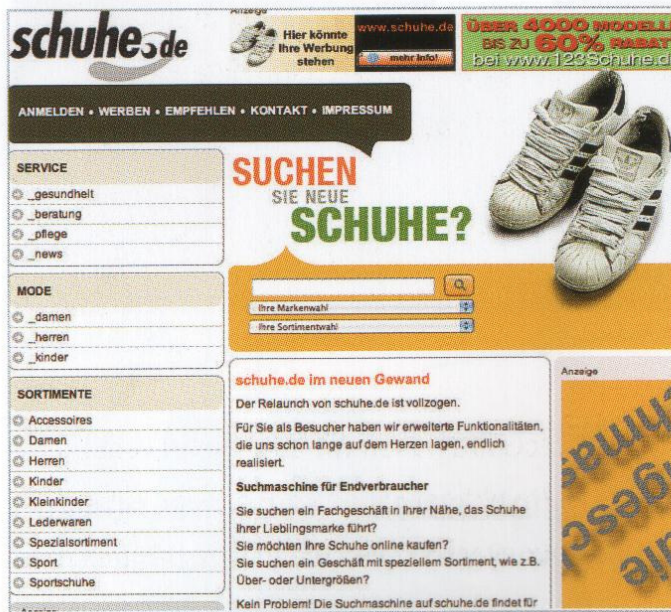 schuhe.de
Anzeige
Hier könnte
Ihre Werbung
stehen
www.schuhe.de
mehr Info!
ÜBER 4000 MODELLE
BIS ZU 60% RABATT
bei www.123Schuhe.d
ANMELDEN • WERBEN • EMPFEHLEN • KONTAKT • IMPRESSUM
SERVICE
_gesundheit
_beratung
_pflege
_news
MODE
_damen
_herren
_kinder
SORTIMENTE
Accessoires
Damen
Herren
Kinder
Kleinkinder
Lederwaren
Spezialsortiment
Sport
Sportschuhe
SUCHEN
SIE NEUE
SCHUHE?
Ihre Markenwahl
Ihre Sortimentwahl
schuhe.de im neuen Gewand
Der Relaunch von schuhe.de ist vollzogen.
Für Sie als Besucher haben wir erweiterte Funktionalitäten,
die uns schon lange auf dem Herzen lagen, endlich
realisiert.
Suchmaschine für Endverbraucher
Sie suchen ein Fachgeschäft in Ihrer Nähe, das Schuhe
Ihrer Lieblingsmarke führt?
Sie möchten Ihre Schuhe online kaufen?
Sie suchen ein Geschäft mit speziellem Sortiment, wie z.B.
Über- oder Untergrößen?
Kein Problem! Die Suchmaschine auf schuhe.de findet für
Anzeige